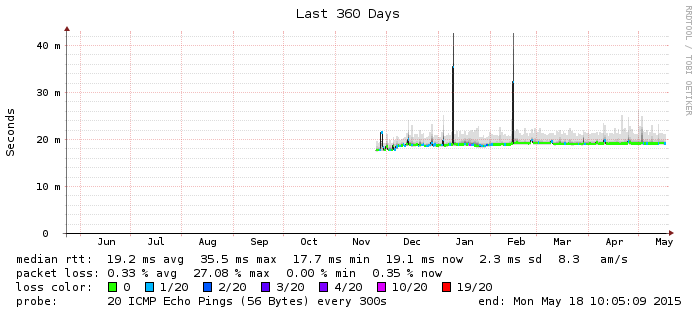 Last 360 Days
RRDTOOL / TOBI OETIKER
Seconds
40 m
30 m
20 m
10 m
0
Jun Jul Aug Sep Oct Nov Dec Jan Feb Mar Apr May
median rtt: 19.2 ms avg 35.5 ms max 17.7 ms min 19.1 ms now 2.3 ms sd 8.3 am/s
packet loss: 0.33 % avg 27.08 % max 0.00 % min 0.35 % now
loss color: 0 1/20 2/20 3/20 4/20 10/20 19/20
probe: 20 ICMP Echo Pings (56 Bytes) every 300s end: Mon May 18 10:05:09 2015